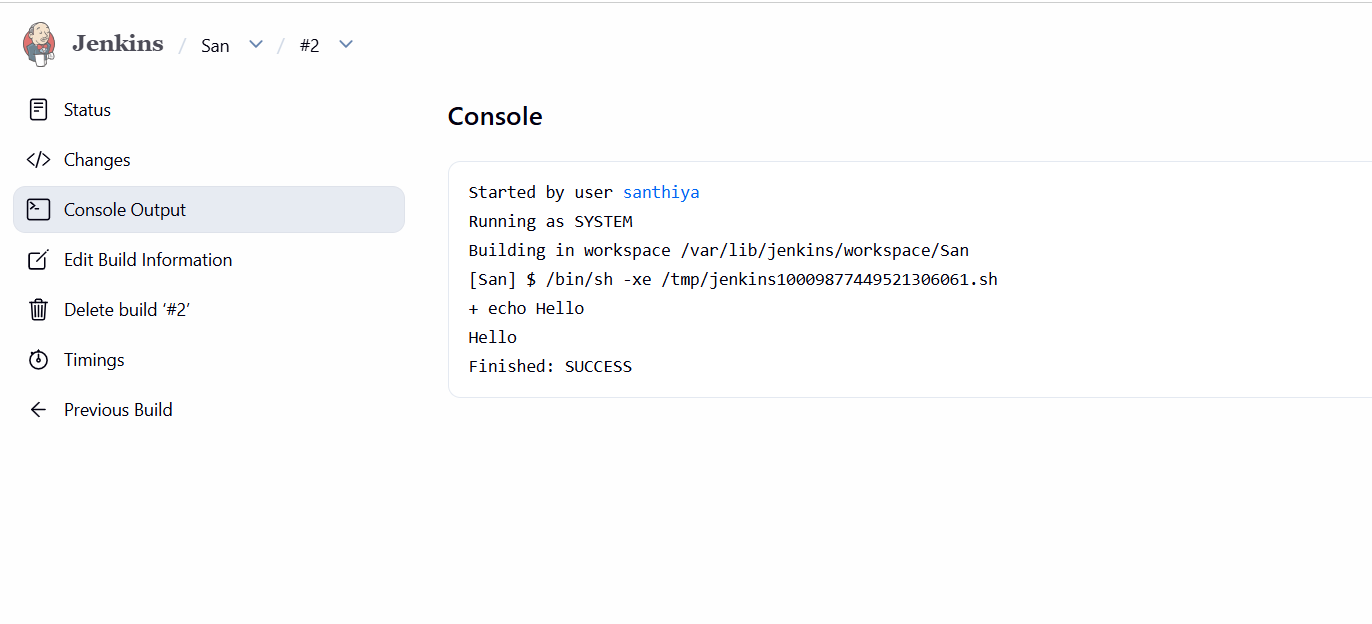 Jenkins / San / #2
Status
Changes
Console Output
Edit Build Information
Delete build ‘#2’
Timings
Previous Build
Console
Started by user santhiya
Running as SYSTEM
Building in workspace /var/lib/jenkins/workspace/San
[San] $ /bin/sh -xe /tmp/jenkins10009877449521306061.sh
+ echo Hello
Hello
Finished: SUCCESS